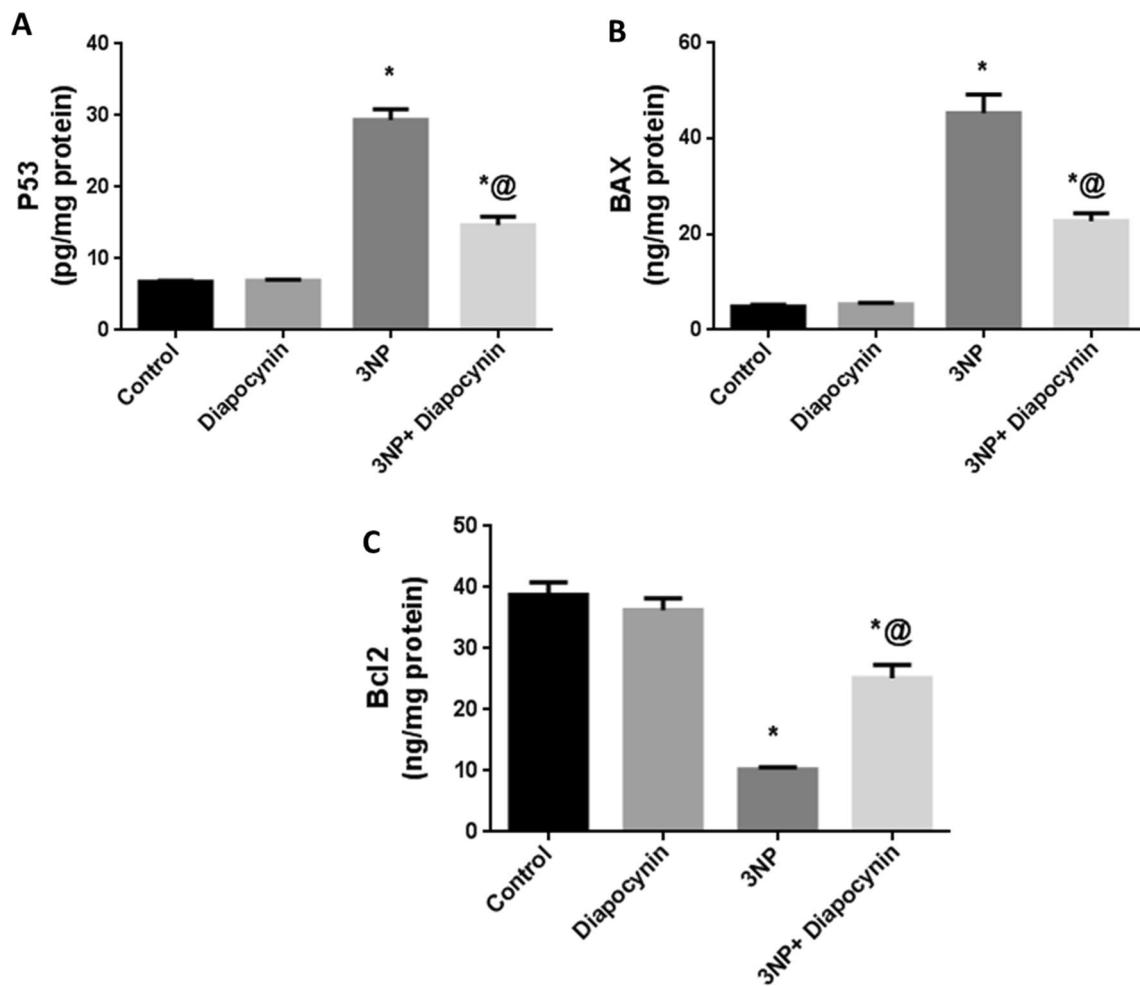 A
P53
(pg/mg protein)
40
30
20
10
0
*
*@
Control
Diapocynin
3NP
3NP+ Diapocynin
B
BAX
(ng/mg protein)
60
40
20
0
*
*@
Control
Diapocynin
3NP
3NP+ Diapocynin
C
Bcl2
(ng/mg protein)
50
40
30
20
10
0
*
*@
Control
Diapocynin
3NP
3NP+ Diapocynin